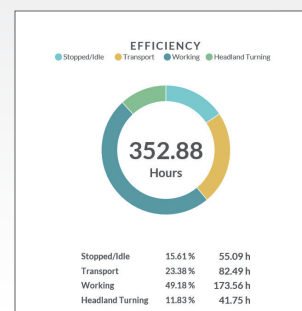 EFFICIENCY
Stopped/Idle Transport Working Headland Turning
352.88
Hours
Stopped/Idle 15.61 % 55.09 h
Transport 23.38 % 82.49 h
Working 49.18 % 173.56 h
Headland Turning 11.83 % 41.75 h